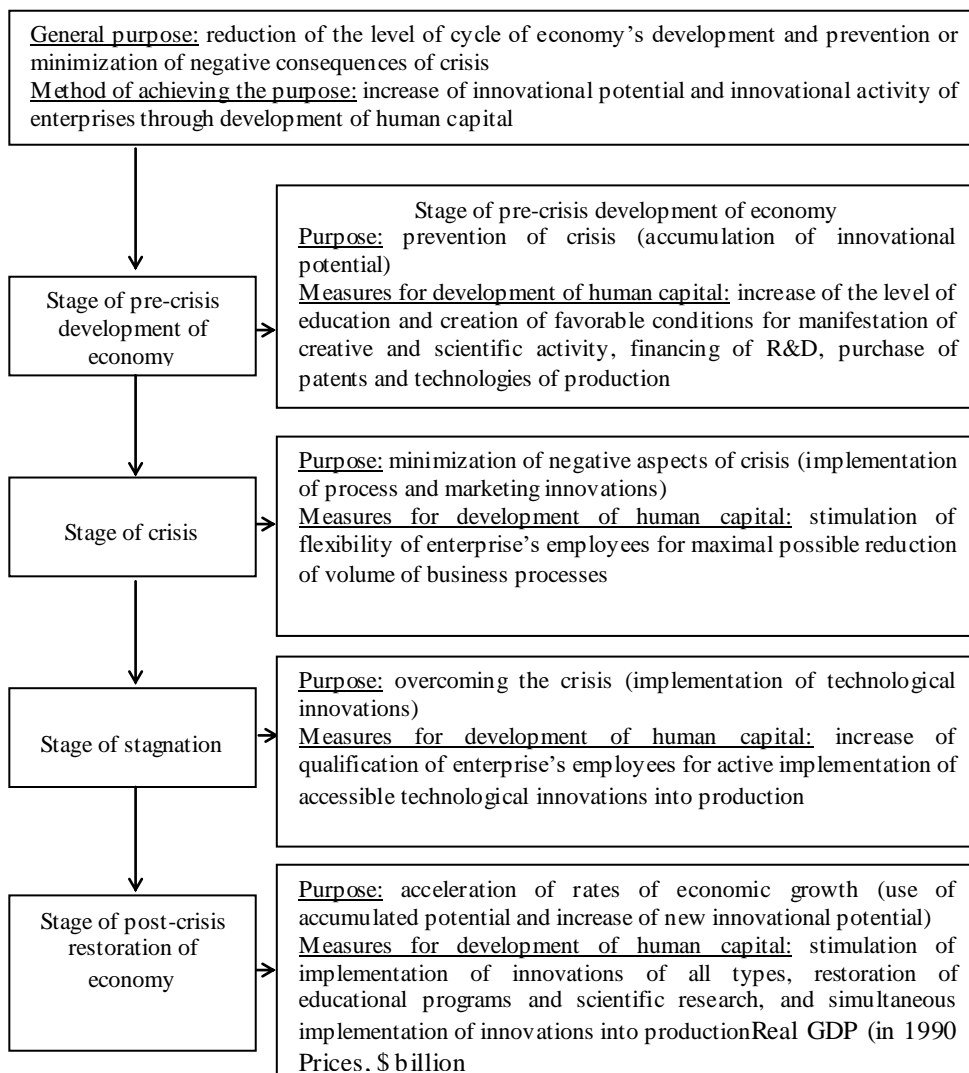 General purpose: reduction of the level of cycle of economy’s development and prevention or
minimization of negative consequences of crisis
Method of achieving the purpose: increase of innovational potential and innovational activity of
enterprises through development of human capital
Stage of pre-crisis
development of
economy
Stage of pre-crisis development of economy
Purpose: prevention of crisis (accumulation of innovational
potential)
Measures for development of human capital: increase of the level of
education and creation of favorable conditions for manifestation of
creative and scientific activity, financing of R&D, purchase of
patents and technologies of production
Stage of crisis
Purpose: minimization of negative aspects of crisis (implementation
of process and marketing innovations)
Measures for development of human capital: stimulation of
flexibility of enterprise’s employees for maximal possible reduction
of volume of business processes
Stage of stagnation
Purpose: overcoming the crisis (implementation of technological
innovations)
Measures for development of human capital: increase of
qualification of enterprise’s employees for active implementation of
accessible technological innovations into production
Stage of post-crisis
restoration of
economy
Purpose: acceleration of rates of economic growth (use of
accumulated potential and increase of new innovational potential)
Measures for development of human capital: stimulation of
implementation of innovations of all types, restoration of
educational programs and scientific research, and simultaneous
implementation of innovations into productionReal GDP (in 1990
Prices, $ billion